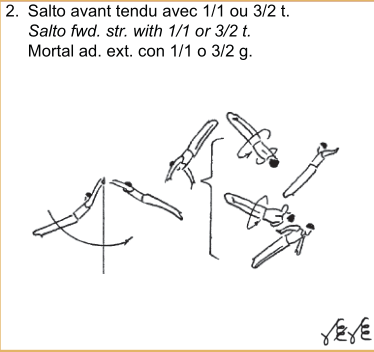 2. Salto avant tendu avec 1/1 ou 3/2 t.
Salto fwd. str. with 1/1 or 3/2 t.
Mortal ad. ext. con 1/1 o 3/2 g.